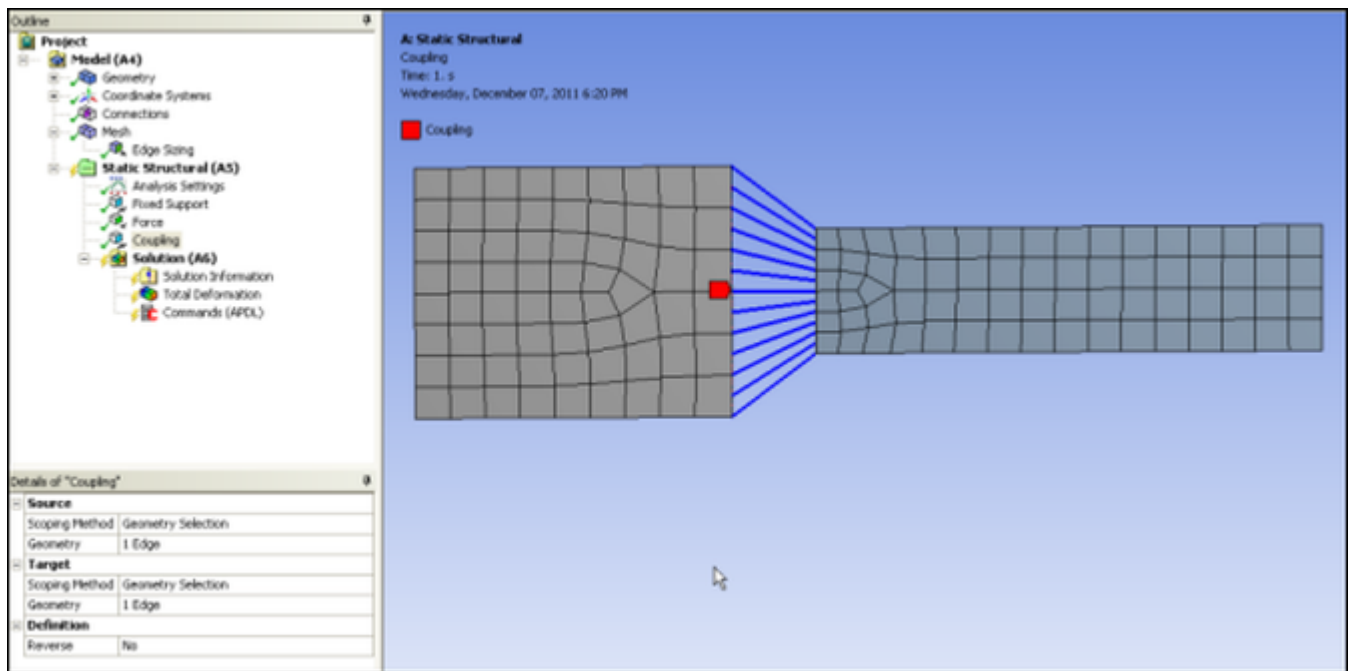 Outline
Project
Model (A4)
Geometry
Coordinate Systems
Connections
Mesh
Edge Sizing
Static Structural (A5)
Analysis Settings
Fixed Support
Force
Coupling
Solution (A6)
Solution Information
Total Deformation
Commands (APDL)
Details of "Coupling"
Source
Scoping Method Geometry Selection
Geometry 1 Edge
Target
Scoping Method Geometry Selection
Geometry 1 Edge
Definition
Reverse No
A: Static Structural
Coupling
Time: 1. s
Wednesday, December 07, 2011 6:20 PM
Coupling